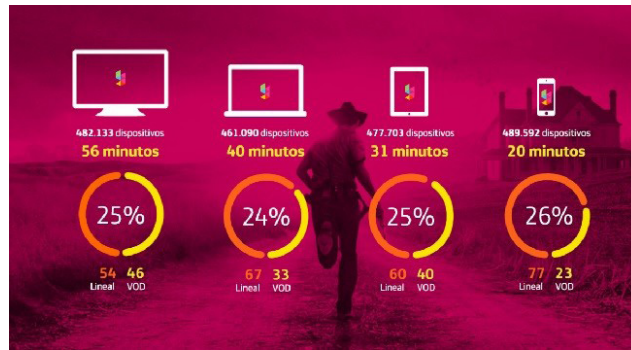 482.133 dispositivos
56 minutos
25%
54 46
Lineal VOD
461.090 dispositivos
40 minutos
24%
67 33
Lineal VOD
477.703 dispositivos
31 minutos
25%
60 40
Lineal VOD
489.592 dispositivos
20 minutos
26%
77 23
Lineal VOD